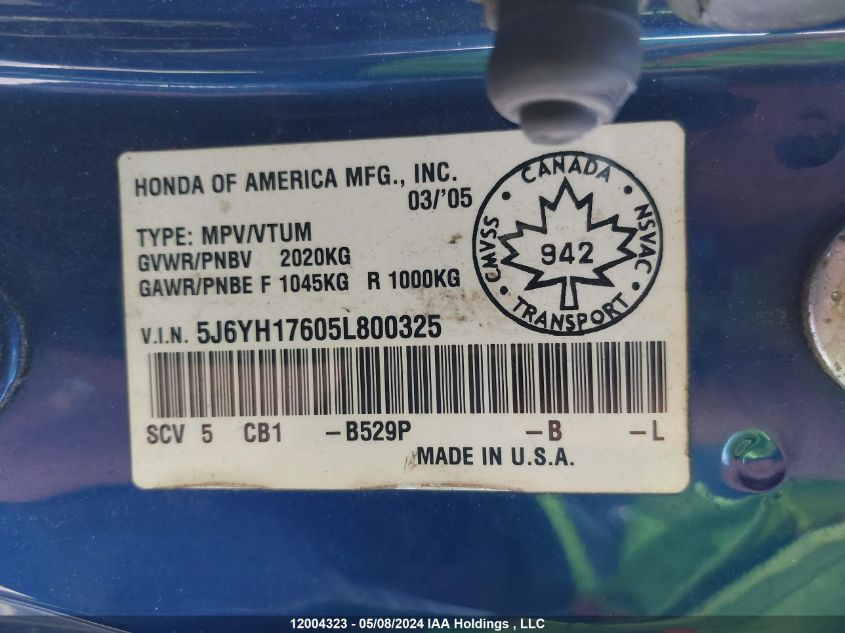 HONDA OF AMERICA MFG., INC.
03/'05
TYPE: MPV/VTUM
GVWR/PNBV 2020KG
GAWR/PNBE F 1045KG R 1000KG
V.I.N. 5J6YH17605L800325
SCV 5 CB1 -B529P -B -L
MADE IN U.S.A.
CANADA
CMVSS 942 NSVAC
TRANSPORT
12004323 - 05/08/2024 IAA Holdings , LLC